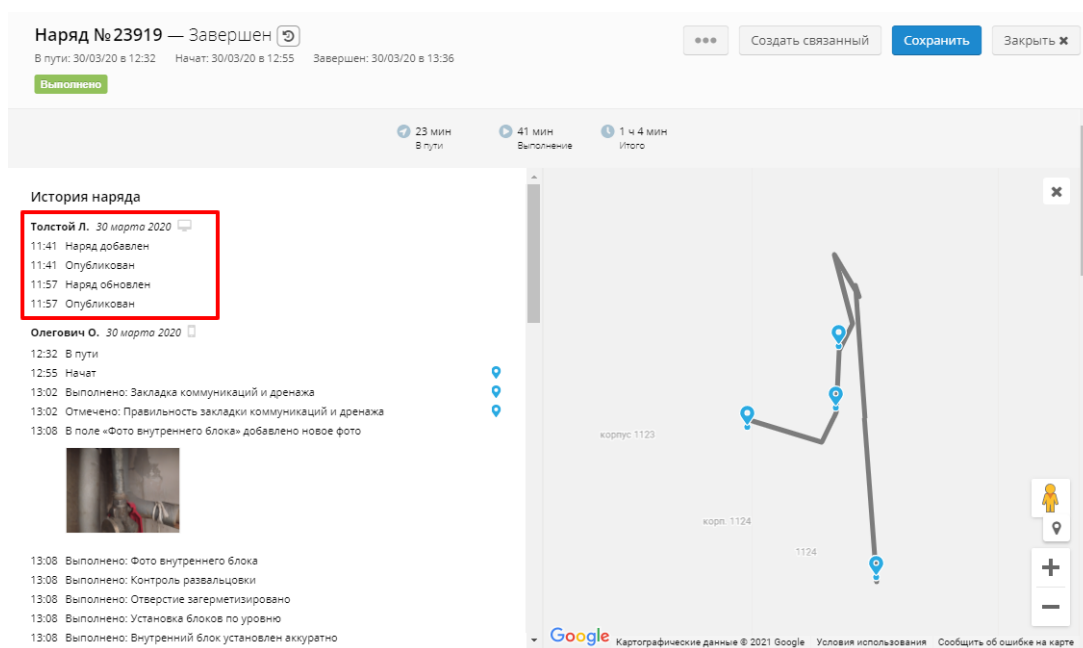 Наряд № 23919 — Завершен
В пути: 30/03/20 в 12:32 Начат: 30/03/20 в 12:55 Завершен: 30/03/20 в 13:36
Выполнено
Создать связанный
Сохранить
Закрыть ✖
23 мин
В пути
41 мин
Выполнение
1 ч 4 мин
Итого
История наряда
Толстой Л. 30 марта 2020
11:41 Наряд добавлен
11:41 Опубликован
11:57 Наряд обновлен
11:57 Опубликован
Олегович О. 30 марта 2020
12:32 В пути
12:55 Начат
13:02 Выполнено: Закладка коммуникаций и дренажа
13:02 Отмечено: Правильность закладки коммуникаций и дренажа
13:08 В поле «Фото внутреннего блока» добавлено новое фото
13:08 Выполнено: Фото внутреннего блока
13:08 Выполнено: Контроль развальцовки
13:08 Выполнено: Отверстие загерметизировано
13:08 Выполнено: Установка блоков по уровню
13:08 Выполнено: Внутренний блок установлен аккуратно
корпус 1123
корп. 1124
1124
Google Картографические данные © 2021 Google Условия использования Сообщить об ошибке на карте